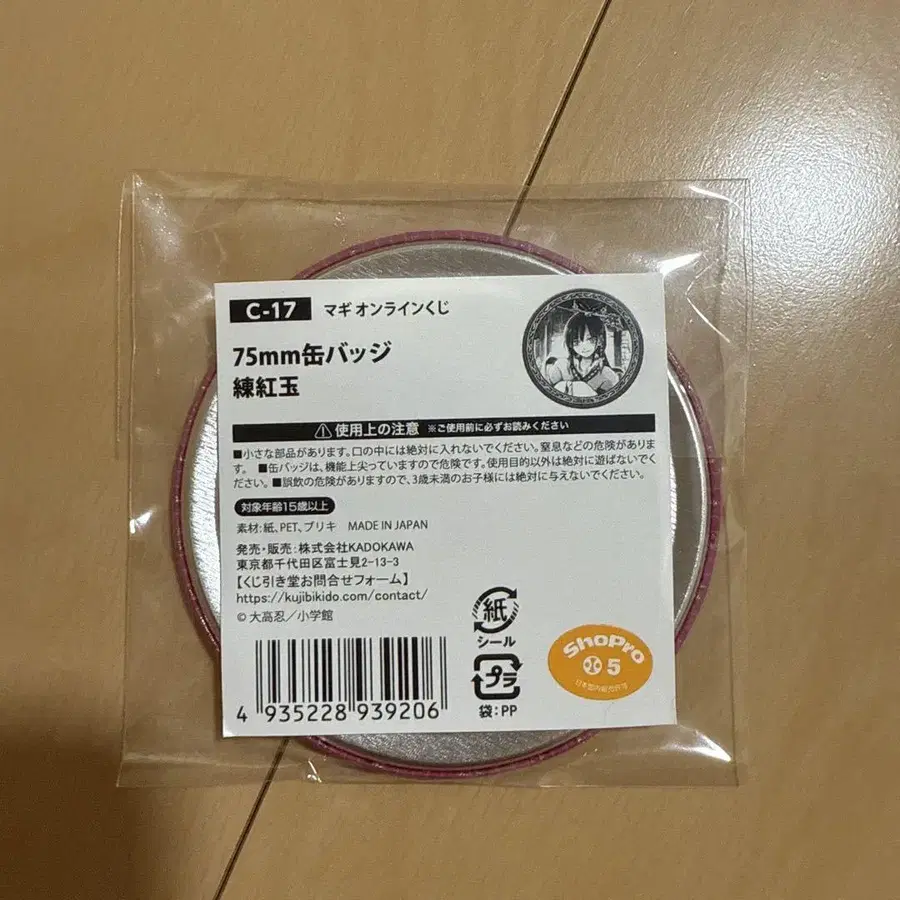 C-17 マギ オンラインくじ
75mm缶バッジ
練紅玉
使用上の注意 ※ご使用前に必ずお読みください
■小さな部品があります。口の中には絶対に入れないでください。窒息などの危険がありま
す。 ■缶バッジは、機能上尖っていますので危険です。使用目的以外は絶対に遊ばないでく
ださい。■誤飲の危険がありますので、3歳未満のお子様には絶対に与えないでください。
対象年齢15歳以上
素材:紙、PET、ブリキ MADE IN JAPAN
発売・販売:株式会社KADOKAWA
東京都千代田区富士見2-13-3
【くじ引き堂お問合せフォーム】
https://kujibikido.com/contact/
© 大高忍/小学館
紙
シール
プラ
袋:PP
ShoPro
5
4 935228 939206